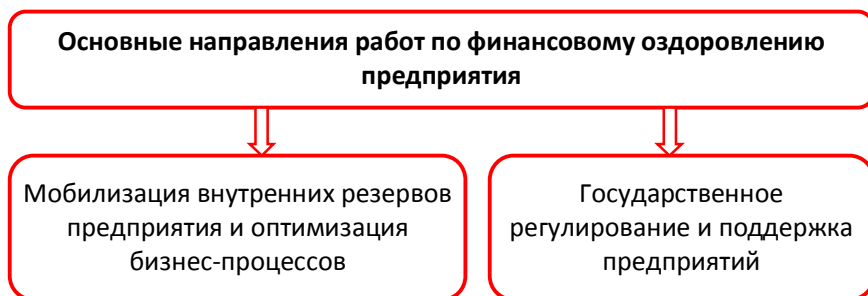 Основные направления работ по финансовому оздоровлению
предприятия
Мобилизация внутренних резервов
предприятия и оптимизация
бизнес-процессов
Государственное
регулирование и поддержка
предприятий